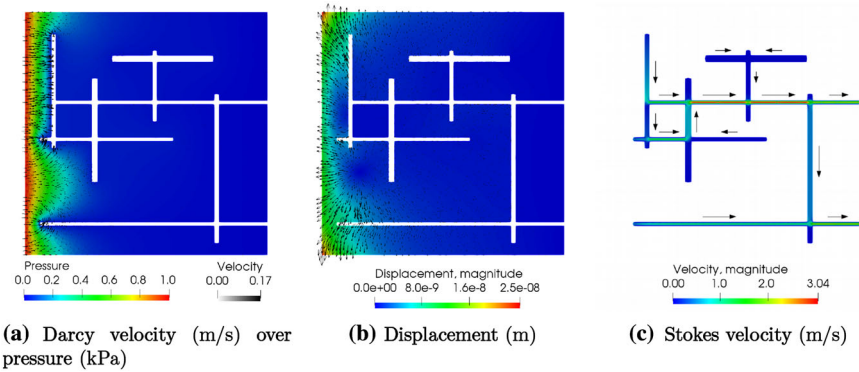 Pressure
0.0 0.2 0.4 0.6 0.8 1.0
Velocity
0.00 0.17
Displacement, magnitude
0.0e+00 8.0e-9 1.6e-8 2.5e-08
Velocity, magnitude
0.00 1.0 2.0 3.04
(a) Darcy velocity (m/s) over
pressure (kPa)
(b) Displacement (m)
(c) Stokes velocity (m/s)